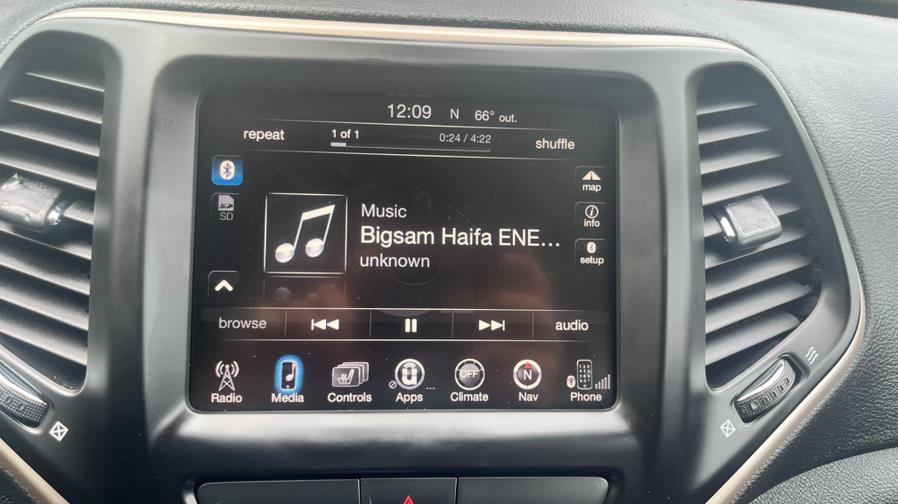 12:09 N 66° out.
repeat 1 of 1 0:24 / 4:22 shuffle
SD
map
info
setup
Music
Bigsam Haifa ENE...
unknown
browse audio
OFF N
Radio Media Controls Apps Climate Nav Phone